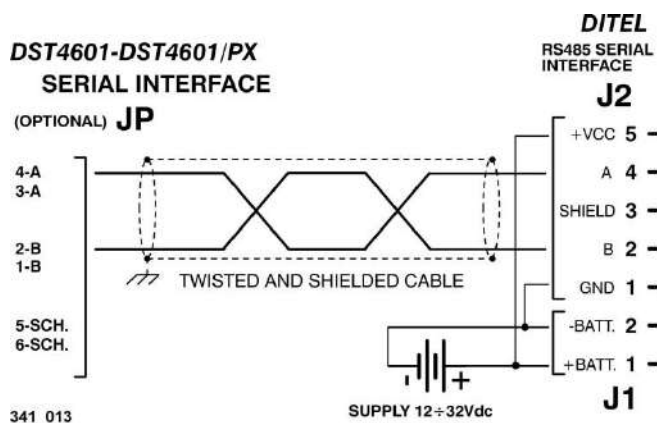 DITEL
DST4601-DST4601/PX
SERIAL INTERFACE
RS485 SERIAL
INTERFACE
(OPTIONAL) JP
J2
+VCC 5
4-A
3-A
A 4
SHIELD 3
2-B
1-B
B 2
TWISTED AND SHIELDED CABLE
GND 1
5-SCH.
6-SCH.
-BATT. 2
+BATT. 1
- +
J1
SUPPLY 12÷32Vdc
341 013